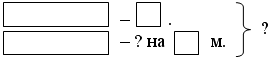 – .
– ? на м.
?